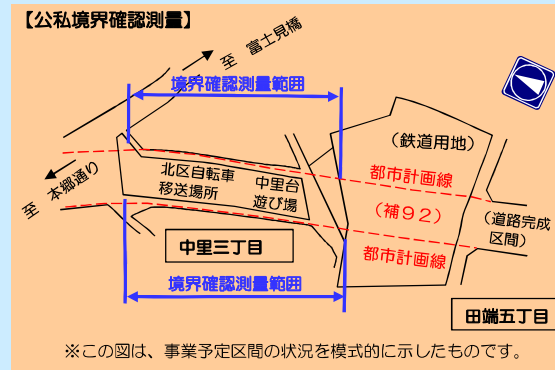 【公私境界確認測量】
至 富士見橋
境界確認測量範囲
(鉄道用地)
至 本郷通り
北区自転車
移送場所
中里台
遊び場
都市計画線
(補92)
(道路完成
区間)
中里三丁目
都市計画線
境界確認測量範囲
田端五丁目
※この図は、事業予定区間の状況を模式的に示したものです。